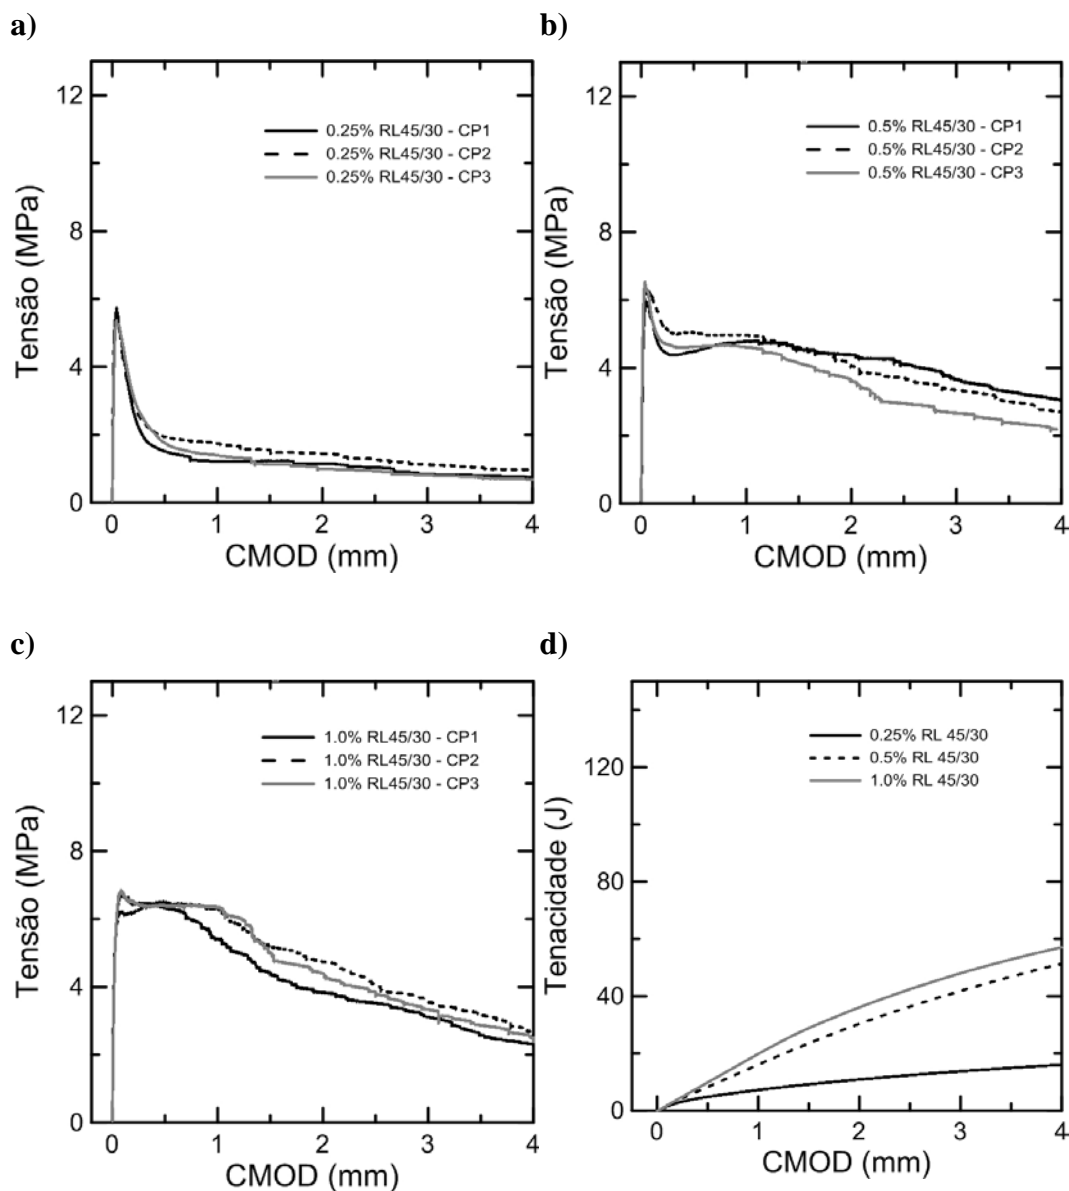 a)
12
8
4
0
Tensão (MPa)
0.25% RL45/30 - CP1
0.25% RL45/30 - CP2
0.25% RL45/30 - CP3
0 1 2 3 4
CMOD (mm)
b)
12
8
4
0
Tensão (MPa)
0.5% RL45/30 - CP1
0.5% RL45/30 - CP2
0.5% RL45/30 - CP3
0 1 2 3 4
CMOD (mm)
c)
12
8
4
0
Tensão (MPa)
1.0% RL45/30 - CP1
1.0% RL45/30 - CP2
1.0% RL45/30 - CP3
0 1 2 3 4
CMOD (mm)
d)
120
80
40
0
Tenacidade (J)
0.25% RL 45/30
0.5% RL 45/30
1.0% RL 45/30
0 1 2 3 4
CMOD (mm)